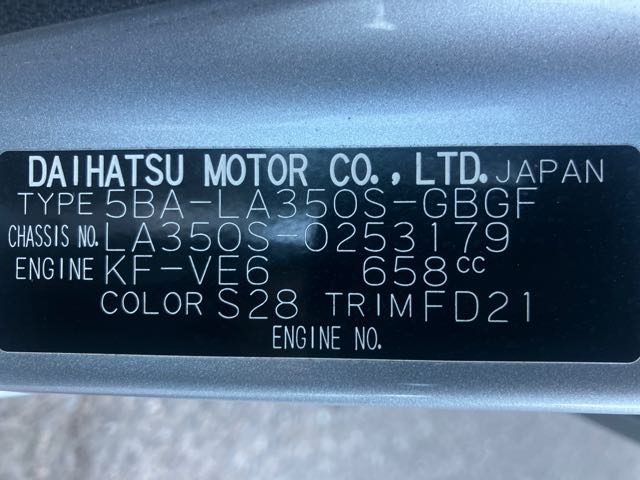 DAIHATSU MOTOR CO., LTD. JAPAN
TYPE 5BA-LA350S-GBGF
CHASSIS NO. LA350S-0253179
ENGINE KF-VE6 658cc
COLOR S28 TRIM FD21
ENGINE NO.